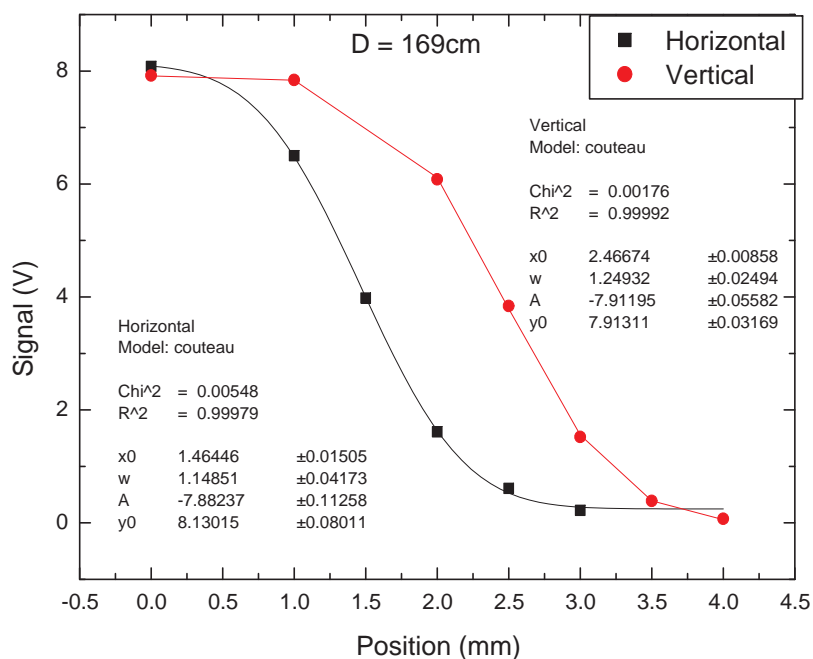 D = 169cm
Horizontal
Vertical
Vertical
Model: couteau
Chi^2 = 0.00176
R^2 = 0.99992
x0 2.46674 ±0.00858
w 1.24932 ±0.02494
A -7.91195 ±0.05582
y0 7.91311 ±0.03169
Horizontal
Model: couteau
Chi^2 = 0.00548
R^2 = 0.99979
x0 1.46446 ±0.01505
w 1.14851 ±0.04173
A -7.88237 ±0.11258
y0 8.13015 ±0.08011
Signal (V)
8
6
4
2
0
-0.5 0.0 0.5 1.0 1.5 2.0 2.5 3.0 3.5 4.0 4.5
Position (mm)